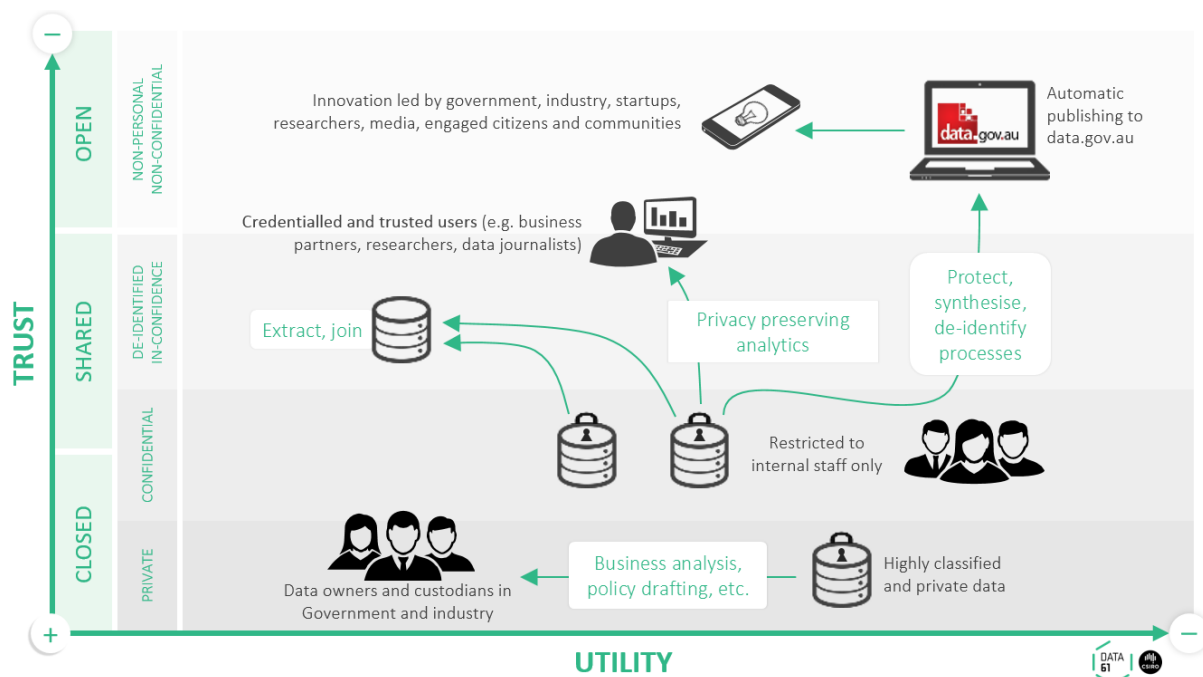 −
OPEN
NON-PERSONAL
NON-CONFIDENTIAL
Innovation led by government, industry, startups,
researchers, media, engaged citizens and communities
data.gov.au
Automatic
publishing to
data.gov.au
Credentialled and trusted users (e.g. business
partners, researchers, data journalists)
TRUST
SHARED
DE-IDENTIFIED
IN-CONFIDENCE
Extract, join
Privacy preserving
analytics
Protect,
synthesise,
de-identify
processes
CONFIDENTIAL
Restricted to
internal staff only
CLOSED
PRIVATE
Data owners and custodians in
Government and industry
Business analysis,
policy drafting, etc.
Highly classified
and private data
+
−
UTILITY
DATA
61
CSIRO